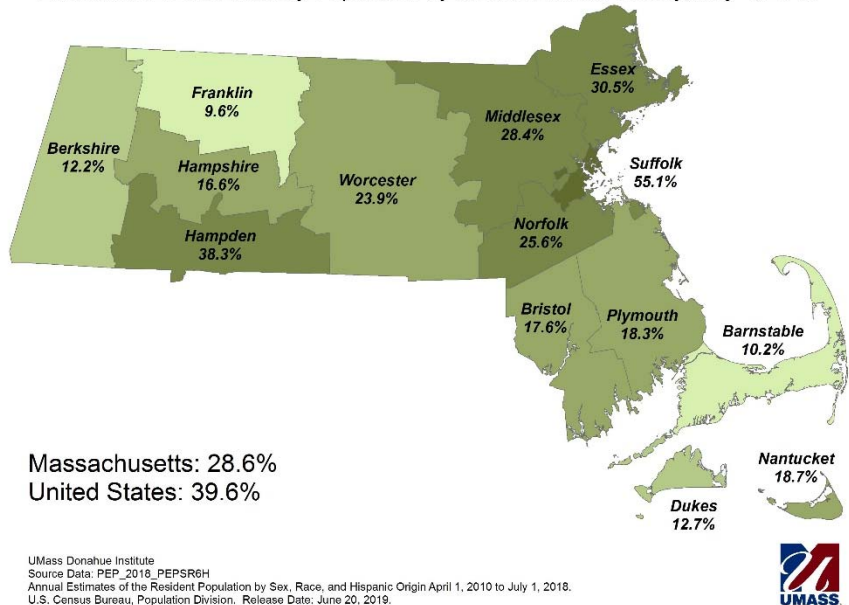 Essex
30.5%
Franklin
9.6%
Middlesex
28.4%
Berkshire
12.2%
Hampshire
16.6%
Suffolk
55.1%
Worcester
23.9%
Norfolk
25.6%
Hampden
38.3%
Bristol
17.6%
Plymouth
18.3%
Barnstable
10.2%
Massachusetts: 28.6%
United States: 39.6%
Nantucket
18.7%
Dukes
12.7%
UMass Donahue Institute
Source Data: PEP_2018_PEPSR6H
Annual Estimates of the Resident Population by Sex, Race, and Hispanic Origin April 1, 2010 to July 1, 2018.
U.S. Census Bureau, Population Division. Release Date: June 20, 2019.
UMASS